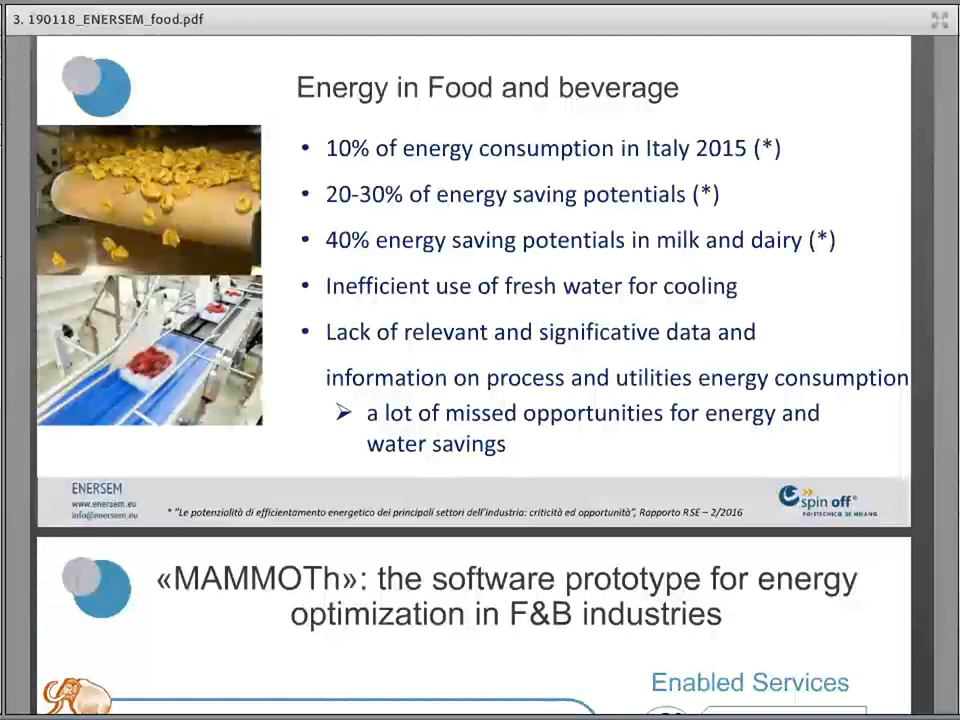 3. 190118_ENERSEM_food.pdf
Energy in Food and beverage
• 10% of energy consumption in Italy 2015 (*)
• 20-30% of energy saving potentials (*)
• 40% energy saving potentials in milk and dairy (*)
• Inefficient use of fresh water for cooling
• Lack of relevant and significative data and
information on process and utilities energy consumption
➢ a lot of missed opportunities for energy and
water savings
ENERSEM
www.enersem.eu
info@enersem.eu
* "Le potenzialità di efficientamento energetico dei principali settori dell'industria: criticità ed opportunità", Rapporto RSE – 2/2016
spin off®
POLITECNICO DI MILANO
«MAMMOTh»: the software prototype for energy
optimization in F&B industries
Enabled Services